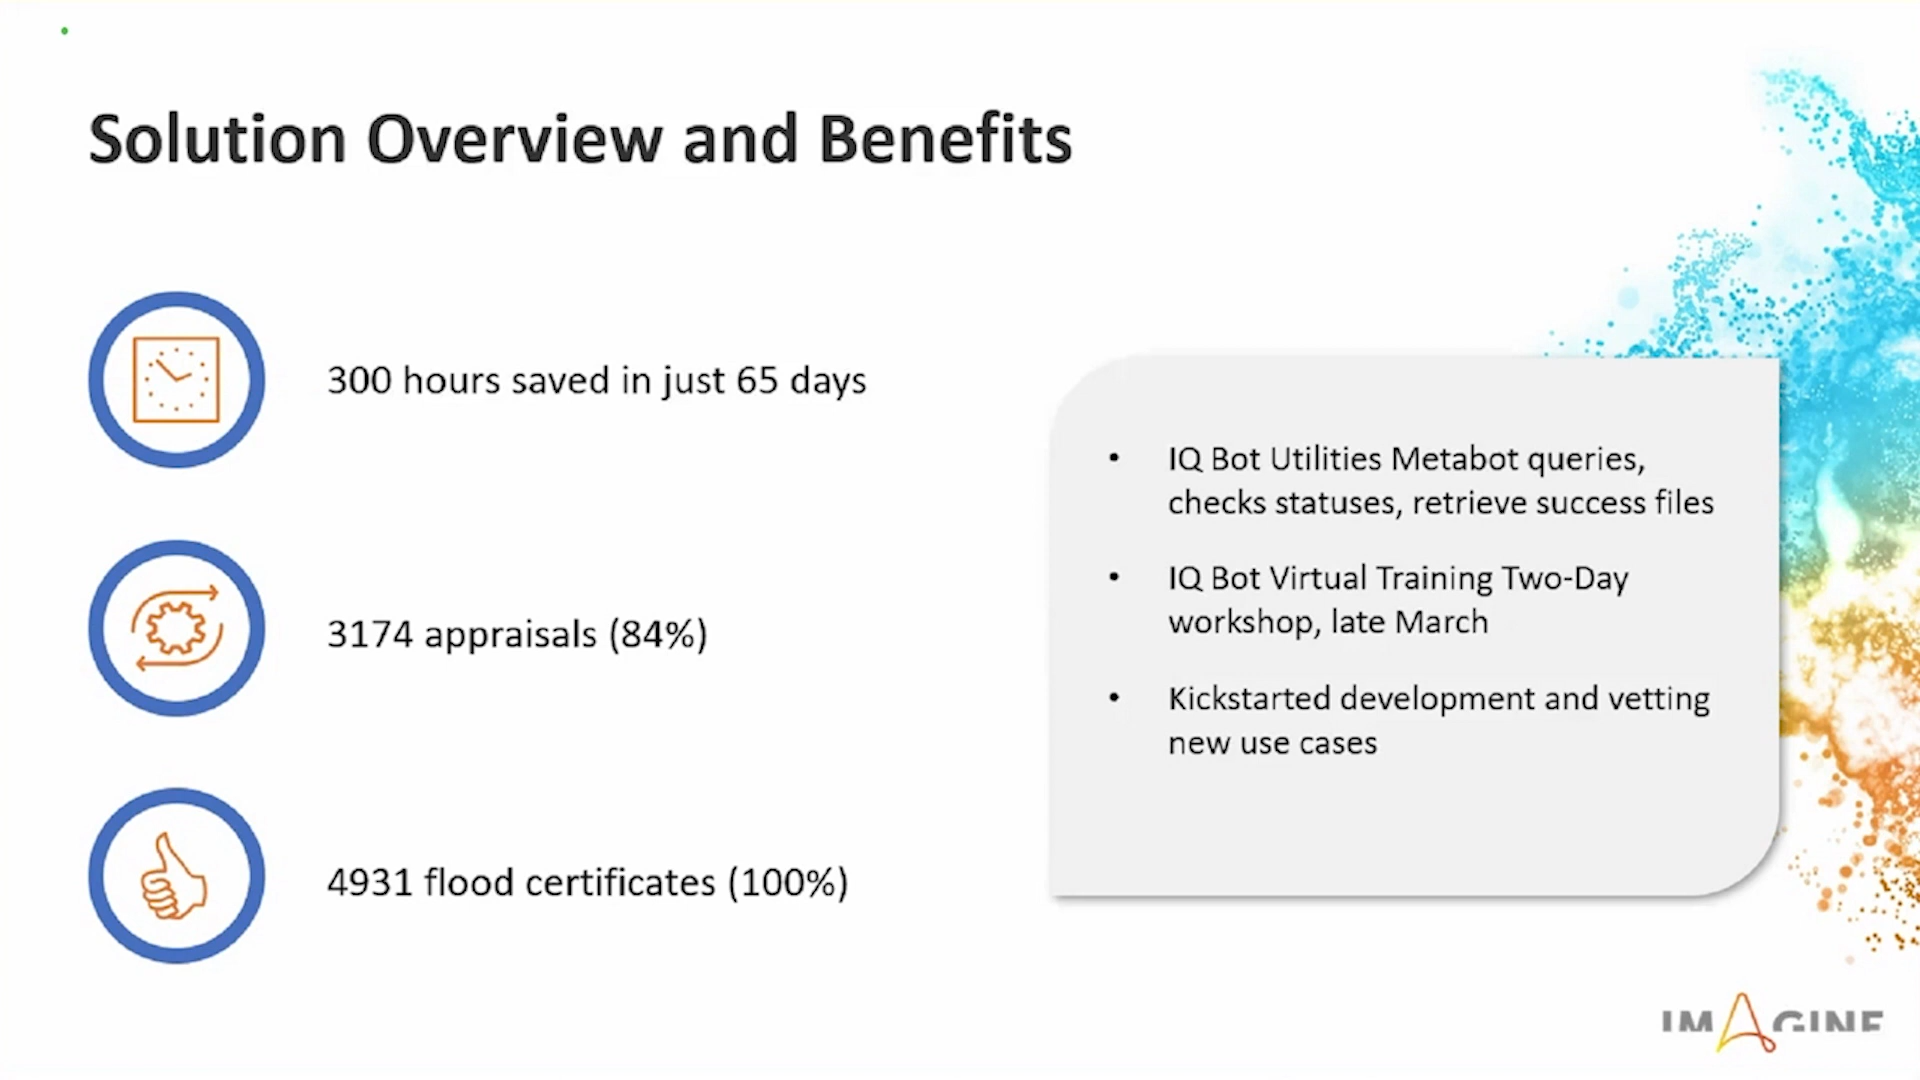 Solution Overview and Benefits
300 hours saved in just 65 days
3174 appraisals (84%)
4931 flood certificates (100%)
• IQ Bot Utilities Metabot queries,
checks statuses, retrieve success files
• IQ Bot Virtual Training Two-Day
workshop, late March
• Kickstarted development and vetting
new use cases
IMAGINE